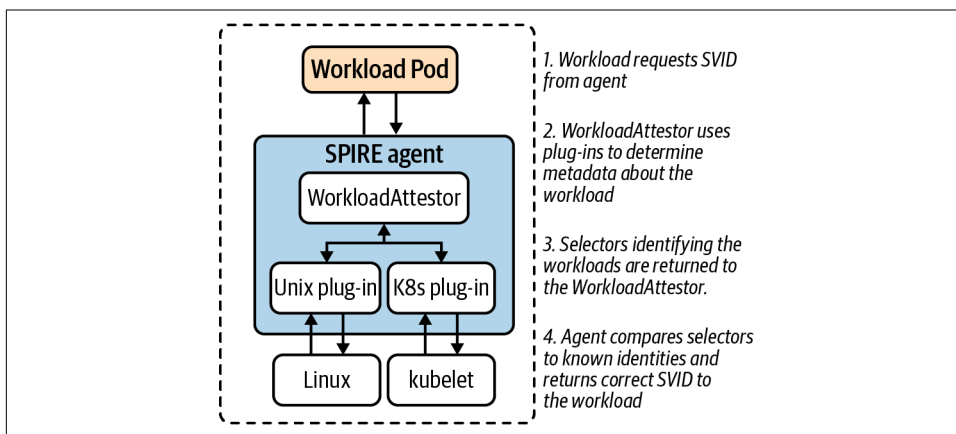 Workload Pod
SPIRE agent
WorkloadAttestor
Unix plug-in
K8s plug-in
Linux
kubelet
1. Workload requests SVID
from agent
2. WorkloadAttestor uses
plug-ins to determine
metadata about the
workload
3. Selectors identifying the
workloads are returned to
the WorkloadAttestor.
4. Agent compares selectors
to known identities and
returns correct SVID to
the workload